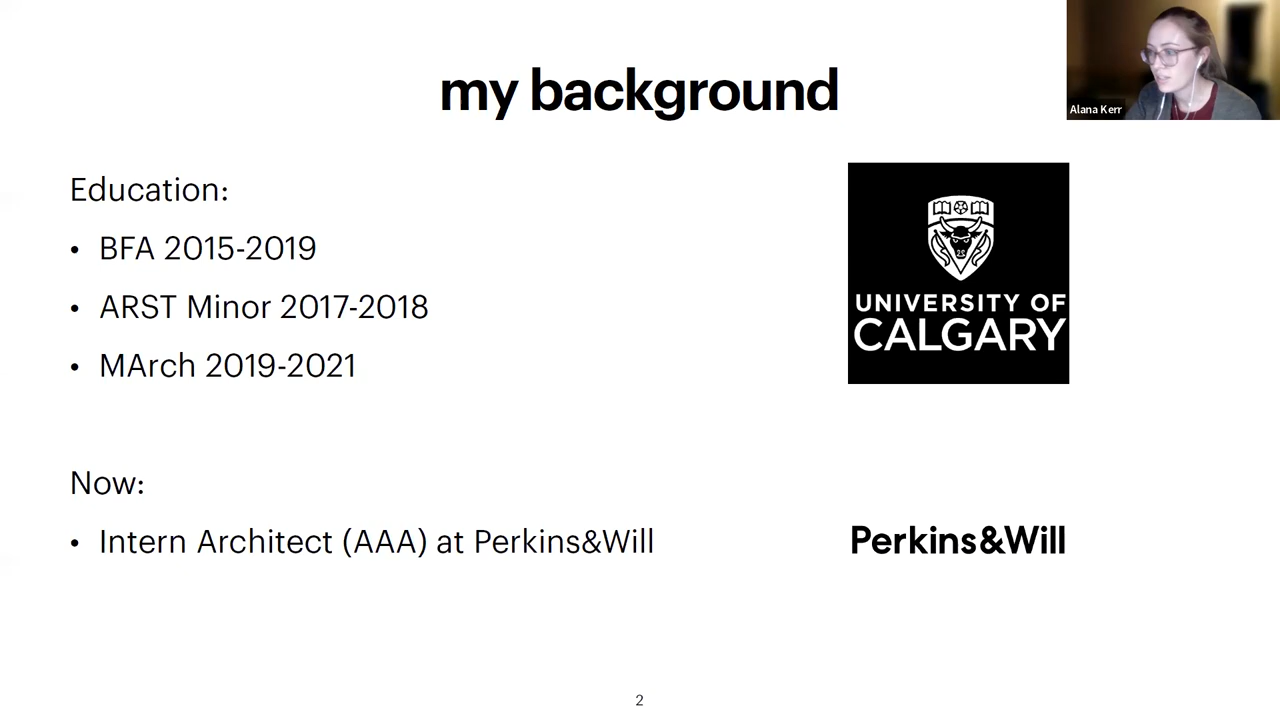 my background
Alana Kerr
Education:
• BFA 2015-2019
• ARST Minor 2017-2018
• MArch 2019-2021
UNIVERSITY OF
CALGARY
Now:
• Intern Architect (AAA) at Perkins&Will
Perkins&Will
2